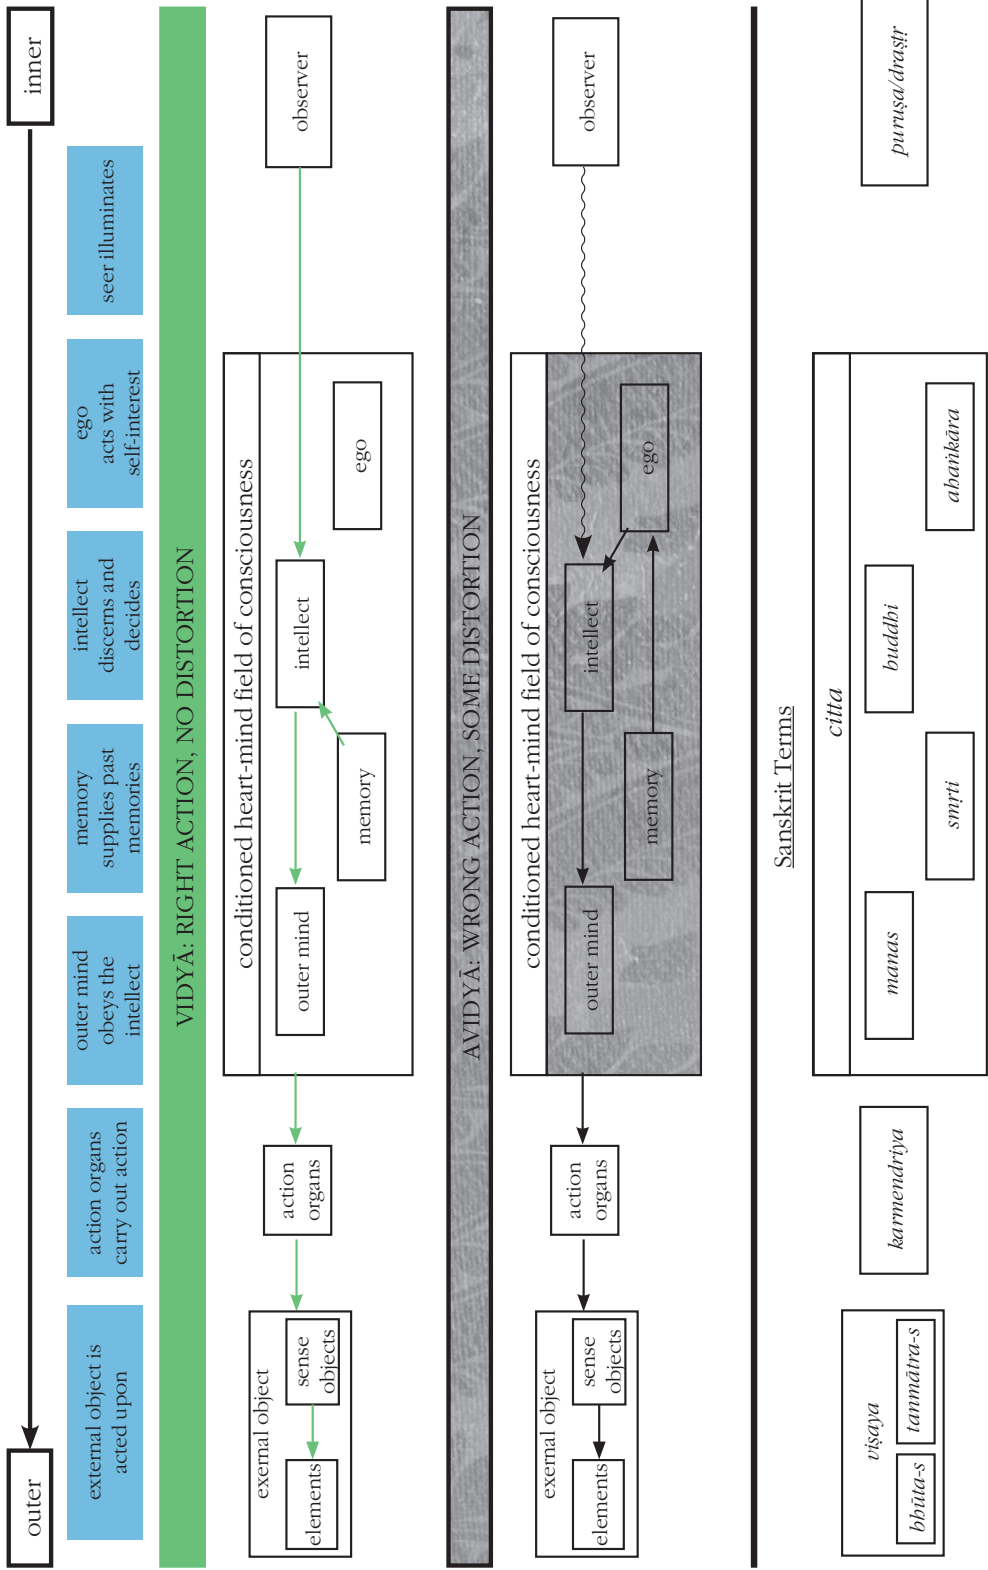 outer
inner
external object is
acted upon
action organs
carry out action
outer mind
obeys the
intellect
memory
supplies past
memories
intellect
discerns and
decides
ego
acts with
self-interest
seer illuminates
VIDYĀ: RIGHT ACTION, NO DISTORTION
exernal object
elements
sense
objects
action
organs
conditioned heart-mind field of consciousness
outer mind
memory
intellect
ego
observer
AVIDYĀ: WRONG ACTION, SOME DISTORTION
exernal object
elements
sense
objects
action
organs
conditioned heart-mind field of consciousness
outer mind
memory
intellect
ego
observer
Sanskrit Terms
viṣaya
bhūta-s
tanmātra-s
karmendriya
citta
manas
smṛti
buddhi
ahaṅkāra
puruṣa/draṣṭṛ